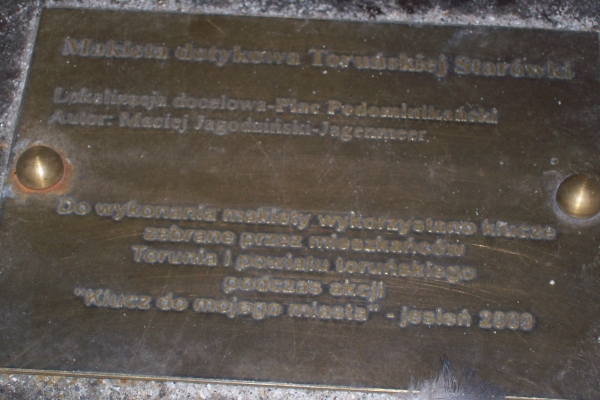 Makieta dotykowa Toruńskiej Starówki
Lokalizacja docelowa-Plac Podominikański
Autor: Maciej Jagodziński-Jagenmeer
Do wykonania makiety wykorzystano klucze
zebrane przez mieszkańców
Torunia i powiatu toruńskiego
podczas akcji
"Klucz do mojego miasta" - jesień 2009